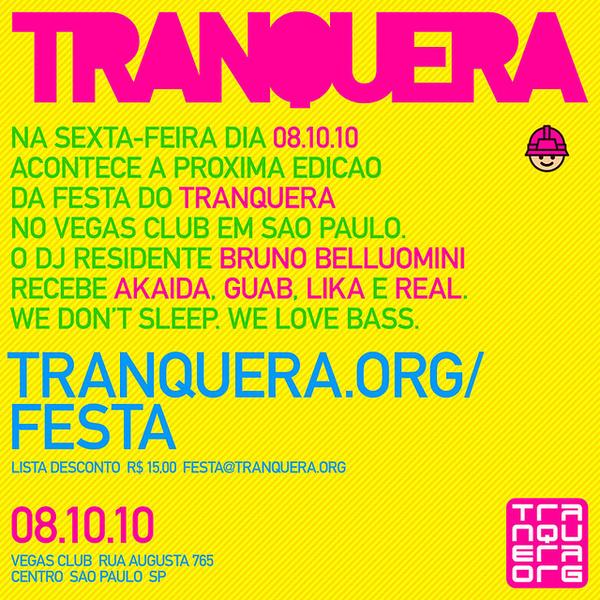 TRANQUERA
NA SEXTA-FEIRA DIA 08.10.10
ACONTECE A PROXIMA EDICAO
DA FESTA DO TRANQUERA
NO VEGAS CLUB EM SAO PAULO.
O DJ RESIDENTE BRUNO BELLUOMINI
RECEBE AKAIDA, GUAB, LIKA E REAL.
WE DON'T SLEEP. WE LOVE BASS.
TRANQUERA.ORG/
FESTA
LISTA DESCONTO R$ 15,00 FESTA@TRANQUERA.ORG
08.10.10
VEGAS CLUB RUA AUGUSTA 765
CENTRO SAO PAULO SP
Tra
nqu
Era
orG